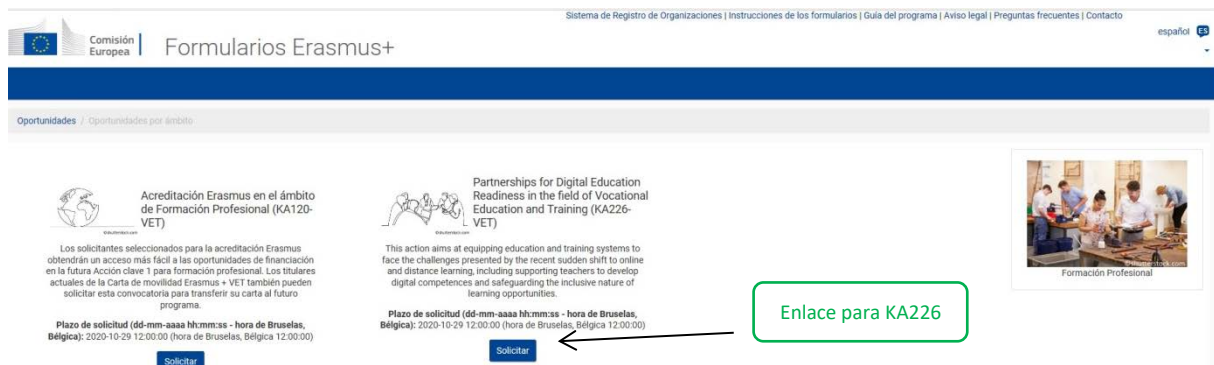 Sistema de Registro de Organizaciones | Instrucciones de los formularios | Guía del programa | Aviso legal | Preguntas frecuentes | Contacto
español ES
Comisión
Europea
Formularios Erasmus+
Oportunidades / Oportunidades por ámbito
Acreditación Erasmus en el ámbito
de Formación Profesional (KA120-
VET)
©shutterstock.com
Los solicitantes seleccionados para la acreditación Erasmus
obtendrán un acceso más fácil a las oportunidades de financiación
en la futura Acción clave 1 para formación profesional. Los titulares
actuales de la Carta de movilidad Erasmus + VET también pueden
solicitar esta convocatoria para transferir su carta al futuro
programa.
Plazo de solicitud (dd-mm-aaaa hh:mm:ss - hora de Bruselas,
Bélgica): 2020-10-29 12:00:00 (hora de Bruselas, Bélgica 12:00:00)
Solicitar
Partnerships for Digital Education
Readiness in the field of Vocational
Education and Training (KA226-
VET)
©shutterstock.com
This action aims at equipping education and training systems to
face the challenges presented by the recent sudden shift to online
and distance learning, including supporting teachers to develop
digital competences and safeguarding the inclusive nature of
learning opportunities.
Plazo de solicitud (dd-mm-aaaa hh:mm:ss - hora de Bruselas,
Bélgica): 2020-10-29 12:00:00 (hora de Bruselas, Bélgica 12:00:00)
Solicitar
Enlace para KA226
©shutterstock.com
Formación Profesional